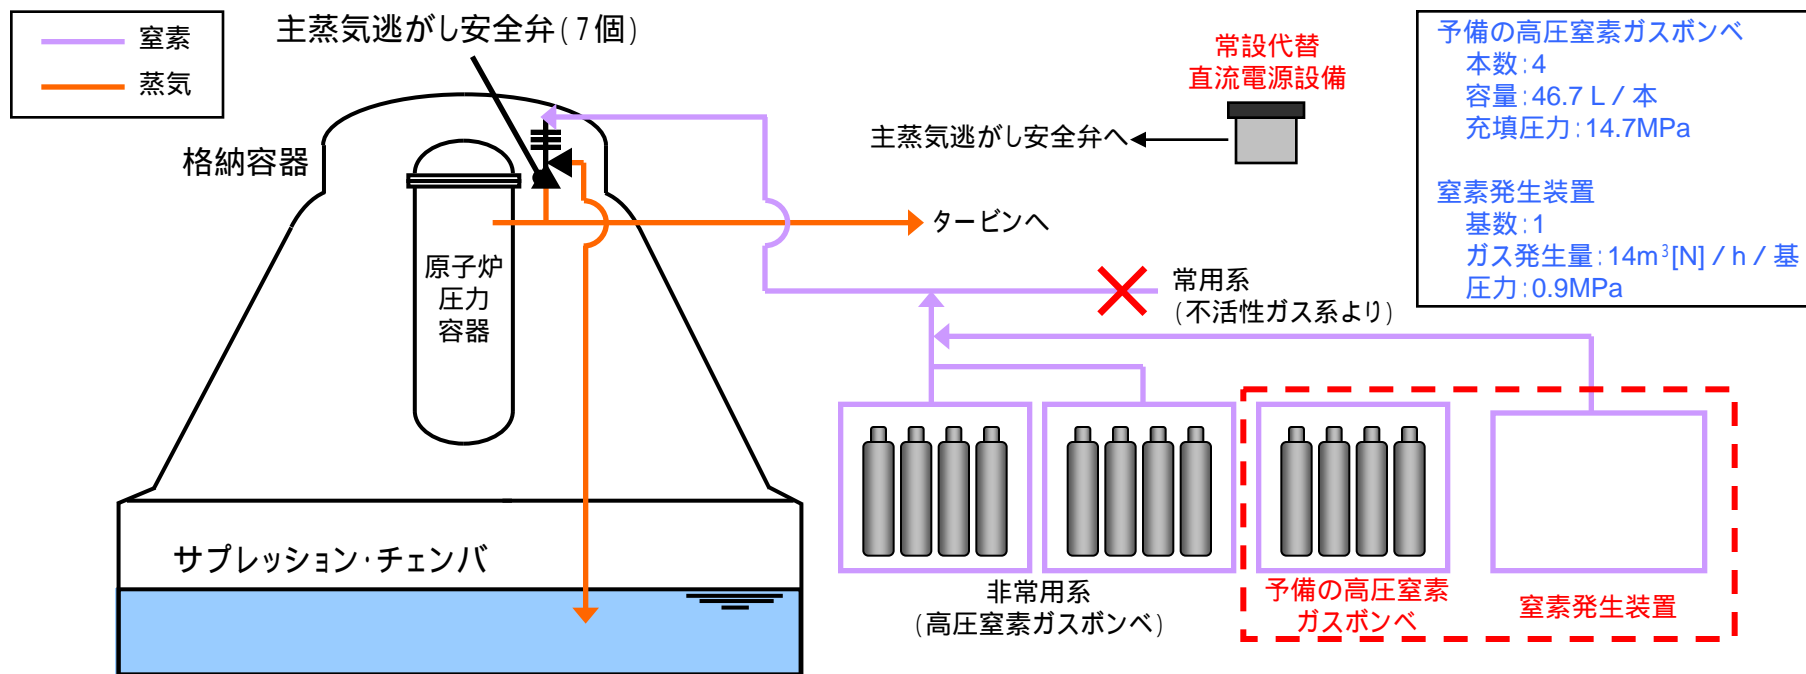 窒素
蒸気
主蒸気逃がし安全弁(7個)
格納容器
原子炉
圧力
容器
サプレッション・チェンバ
常設代替
直流電源設備
主蒸気逃がし安全弁へ
タービンへ
常用系
(不活性ガス系より)
非常用系
(高圧窒素ガスボンベ)
予備の高圧窒素
ガスボンベ
窒素発生装置
予備の高圧窒素ガスボンベ
本数:4
容量:46.7 L / 本
充填圧力:14.7MPa
窒素発生装置
基数:1
ガス発生量:14m³[N] / h / 基
圧力:0.9MPa